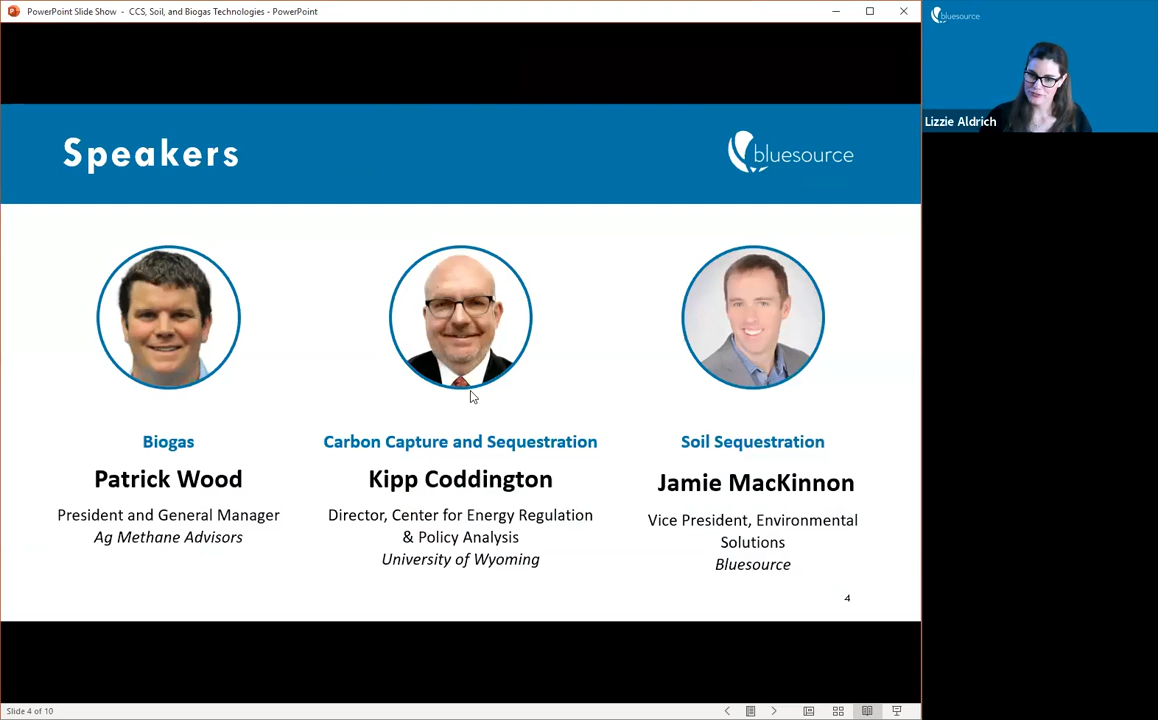 PowerPoint Slide Show - CCS, Soil, and Biogas Technologies - PowerPoint
bluesource
Lizzie Aldrich
Speakers
bluesource
Biogas
Patrick Wood
President and General Manager
Ag Methane Advisors
Carbon Capture and Sequestration
Kipp Coddington
Director, Center for Energy Regulation
& Policy Analysis
University of Wyoming
Soil Sequestration
Jamie MacKinnon
Vice President, Environmental
Solutions
Bluesource
4
Slide 4 of 10